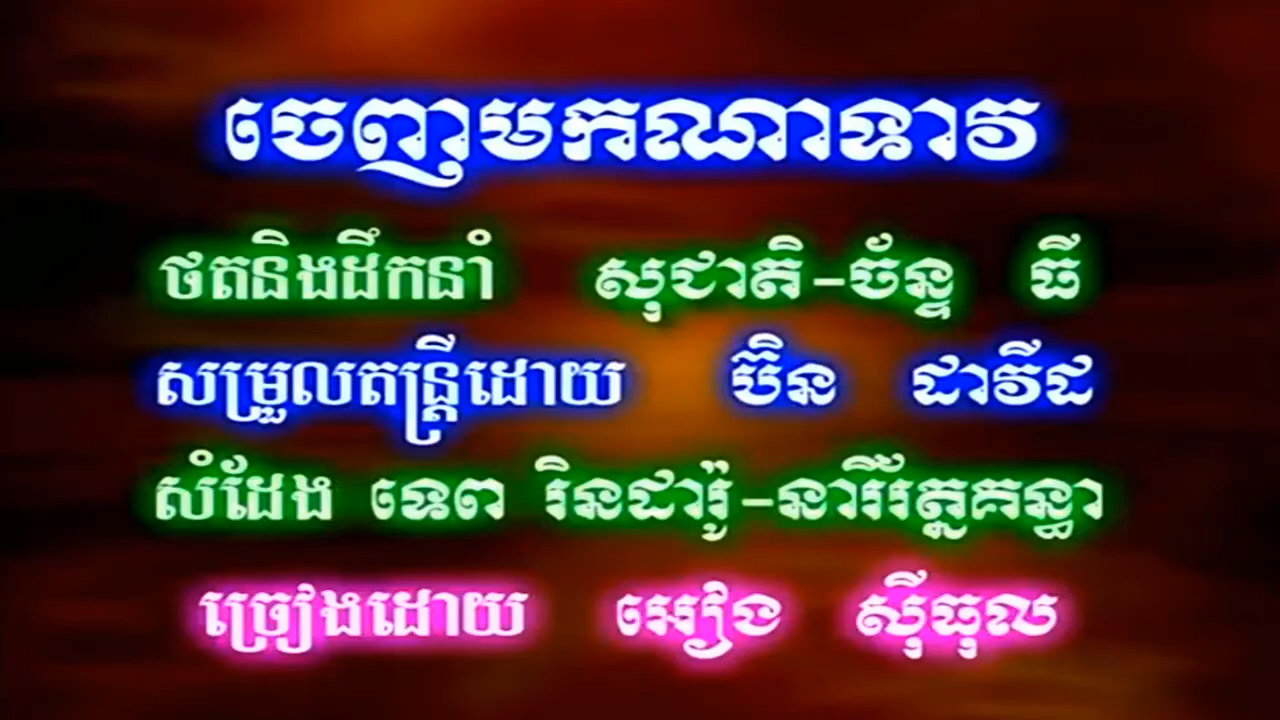 ចេញមកណាទាវ
ថតនិងដឹកនាំ សុជាតិ-ច័ន្ទ ធី
សម្រួលតន្ត្រីដោយ ប៊ិន ដាវីដ
សំដែង ទេព រិនដារ៉ូ-នារីរ័ត្នគន្ធា
ច្រៀងដោយ អៀង ស៊ីធុល